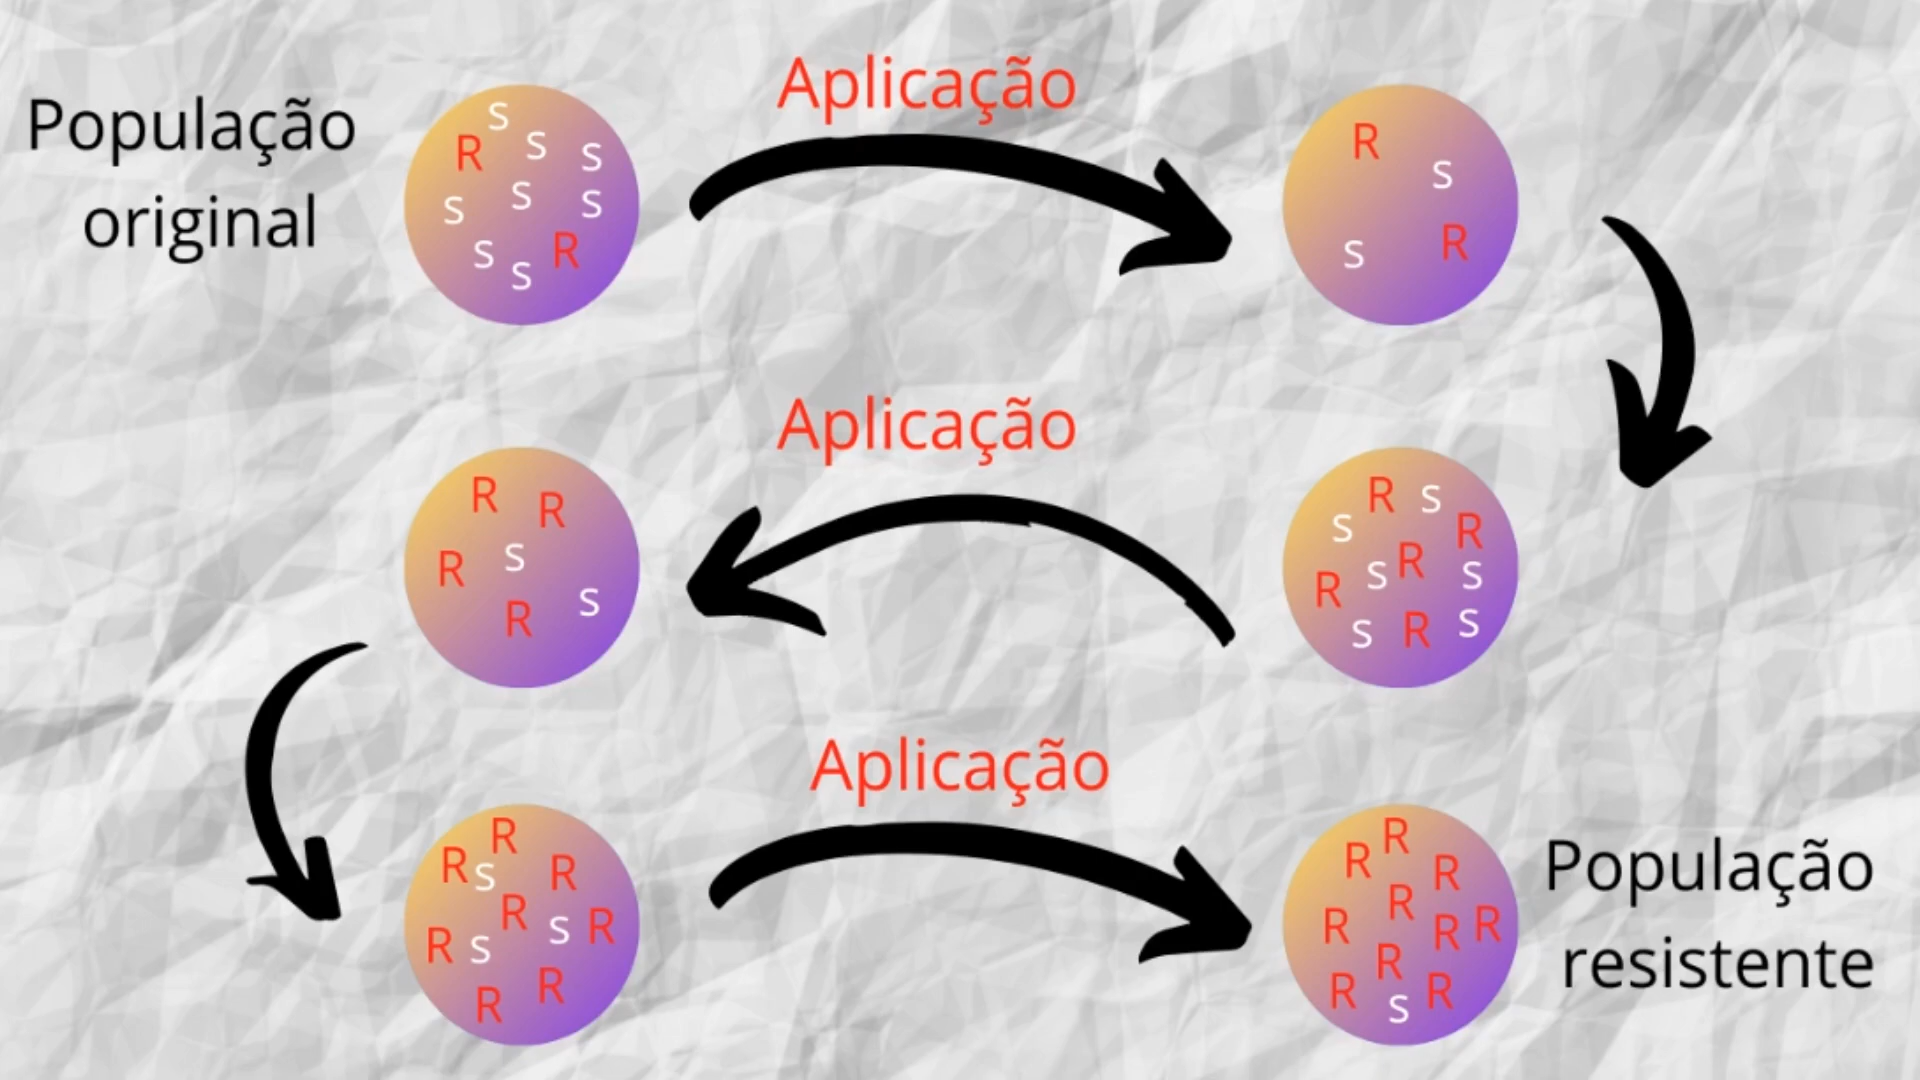 População
original
S
R S S
S S S
S S R
Aplicação
R
S
S R
Aplicação
R R
R S
R S
R S
S R
R S R S
S R S
Aplicação
R
R S R
R
R S S R
R R
R
R R
R
R R R
R
R S R
População
resistente